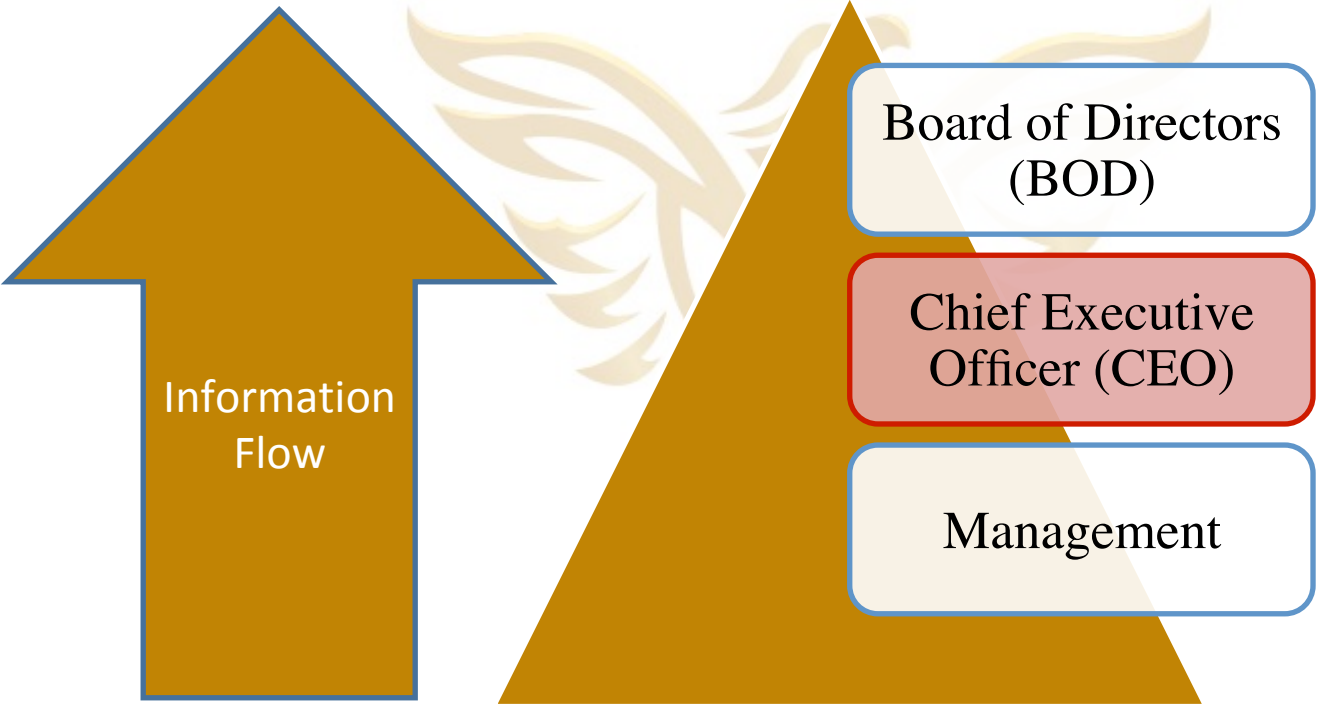 Information
Flow
Board of Directors
(BOD)
Chief Executive
Officer (CEO)
Management